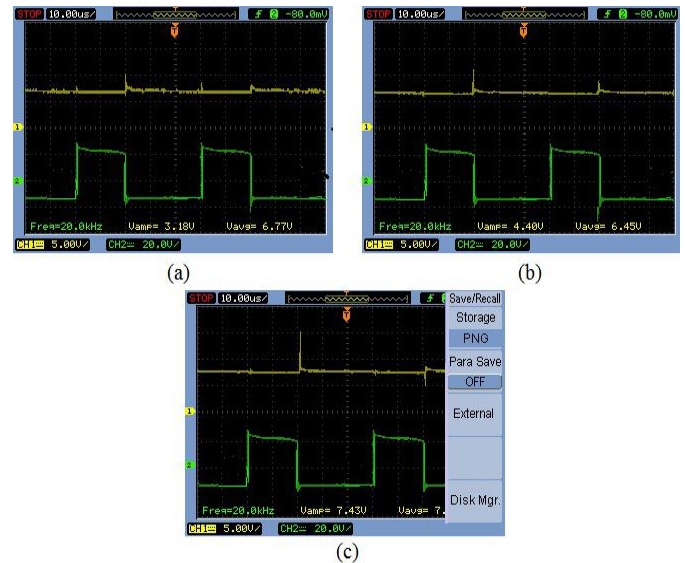 STOP 10.00us/ T f 2 -80.0mV
1
2
Freq=20.0kHz Vamp= 3.18V Vavg= 6.77V
CH1 5.00V/ CH2 20.0V/
(a)
STOP 10.00us/ T f 2 -80.0mV
1
2
Freq=20.0kHz Vamp= 4.40V Vavg= 6.45V
CH1 5.00V/ CH2 20.0V/
(b)
STOP 10.00us/ T f Save/Recall
Storage
PNG
Para Save
OFF
1
External
2
Disk Mgr.
Freq=20.0kHz Vamp= 7.43V Vavg= 7.
CH1 5.00V/ CH2 20.0V/
(c)